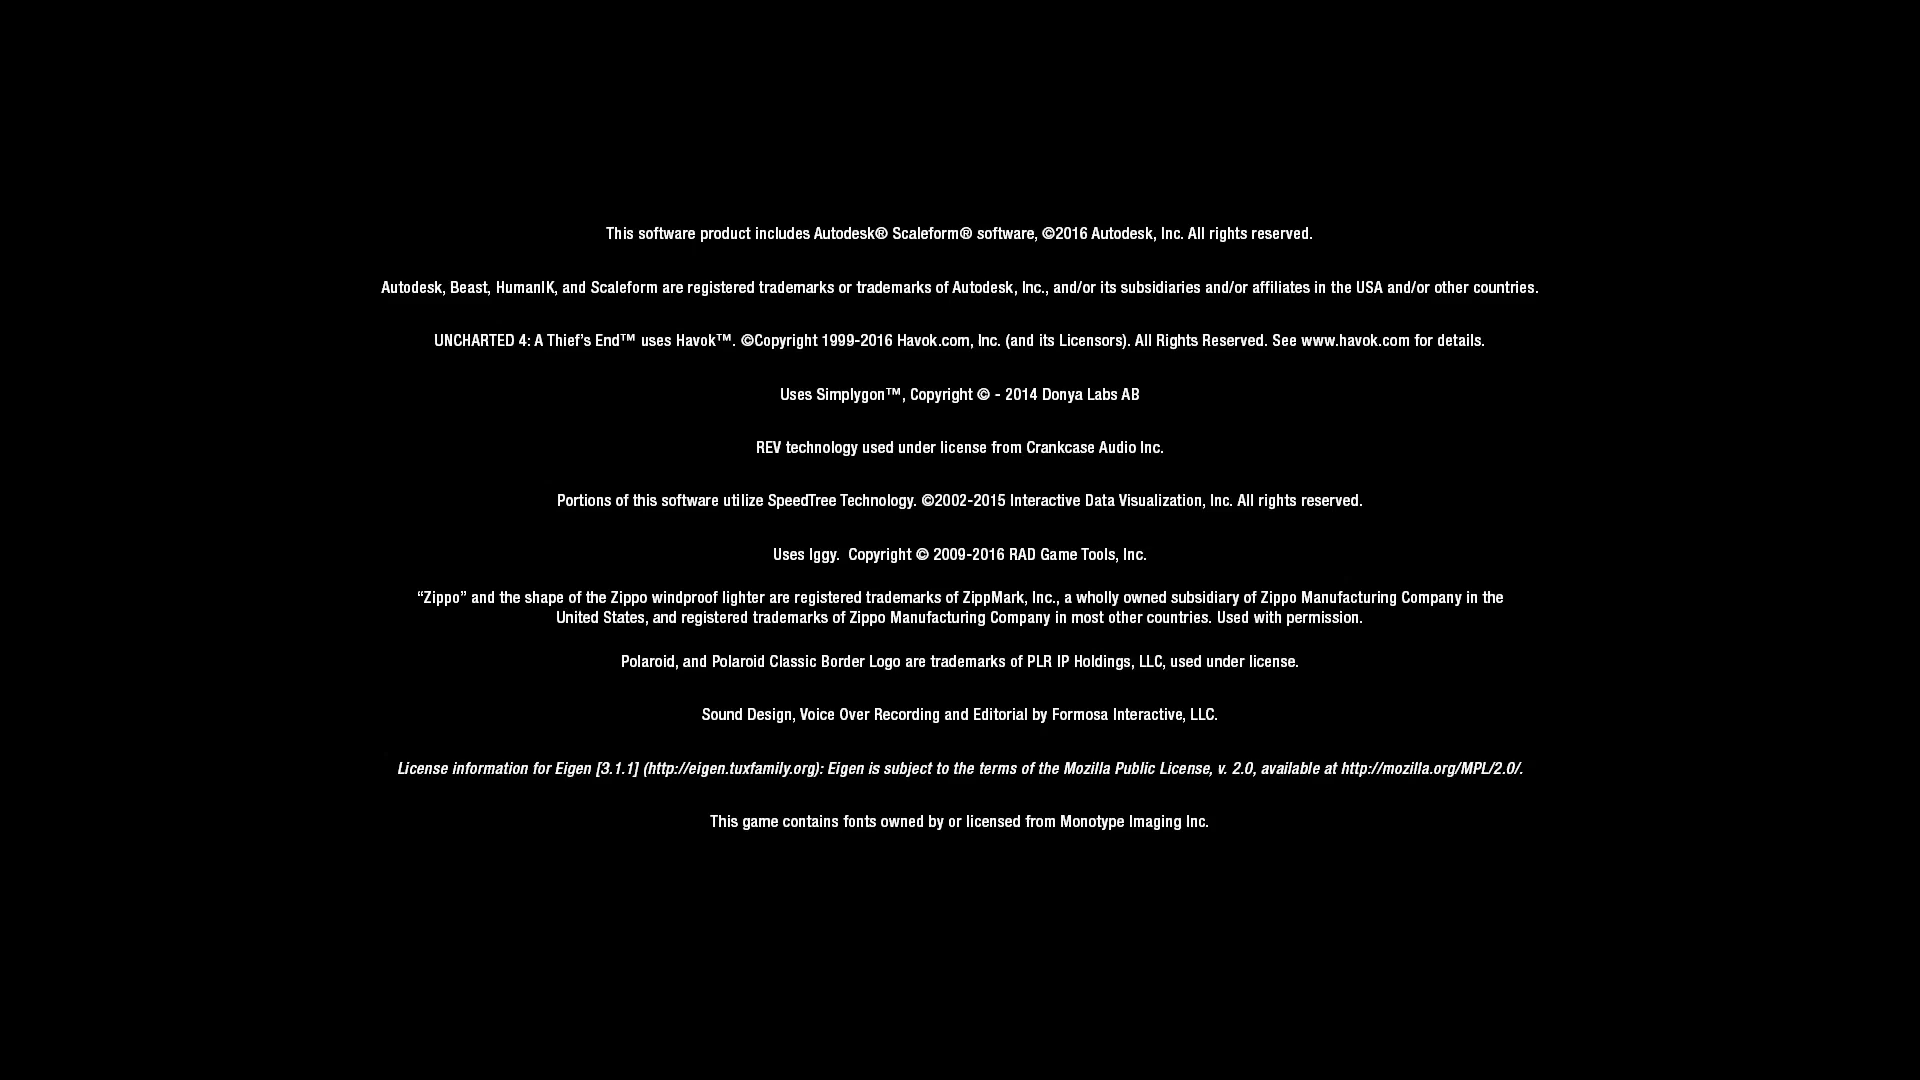 This software product includes Autodesk® Scaleform® software, ©2016 Autodesk, Inc. All rights reserved.
Autodesk, Beast, HumanIK, and Scaleform are registered trademarks or trademarks of Autodesk, Inc., and/or its subsidiaries and/or affiliates in the USA and/or other countries.
UNCHARTED 4: A Thief’s End™ uses Havok™. ©Copyright 1999-2016 Havok.com, Inc. (and its Licensors). All Rights Reserved. See www.havok.com for details.
Uses Simplygon™, Copyright © - 2014 Donya Labs AB
REV technology used under license from Crankcase Audio Inc.
Portions of this software utilize SpeedTree Technology. ©2002-2015 Interactive Data Visualization, Inc. All rights reserved.
Uses Iggy.  Copyright © 2009-2016 RAD Game Tools, Inc.
“Zippo” and the shape of the Zippo windproof lighter are registered trademarks of ZippMark, Inc., a wholly owned subsidiary of Zippo Manufacturing Company in the
United States, and registered trademarks of Zippo Manufacturing Company in most other countries. Used with permission.
Polaroid, and Polaroid Classic Border Logo are trademarks of PLR IP Holdings, LLC, used under license.
Sound Design, Voice Over Recording and Editorial by Formosa Interactive, LLC.
License information for Eigen [3.1.1] (http://eigen.tuxfamily.org): Eigen is subject to the terms of the Mozilla Public License, v. 2.0, available at http://mozilla.org/MPL/2.0/.
This game contains fonts owned by or licensed from Monotype Imaging Inc.